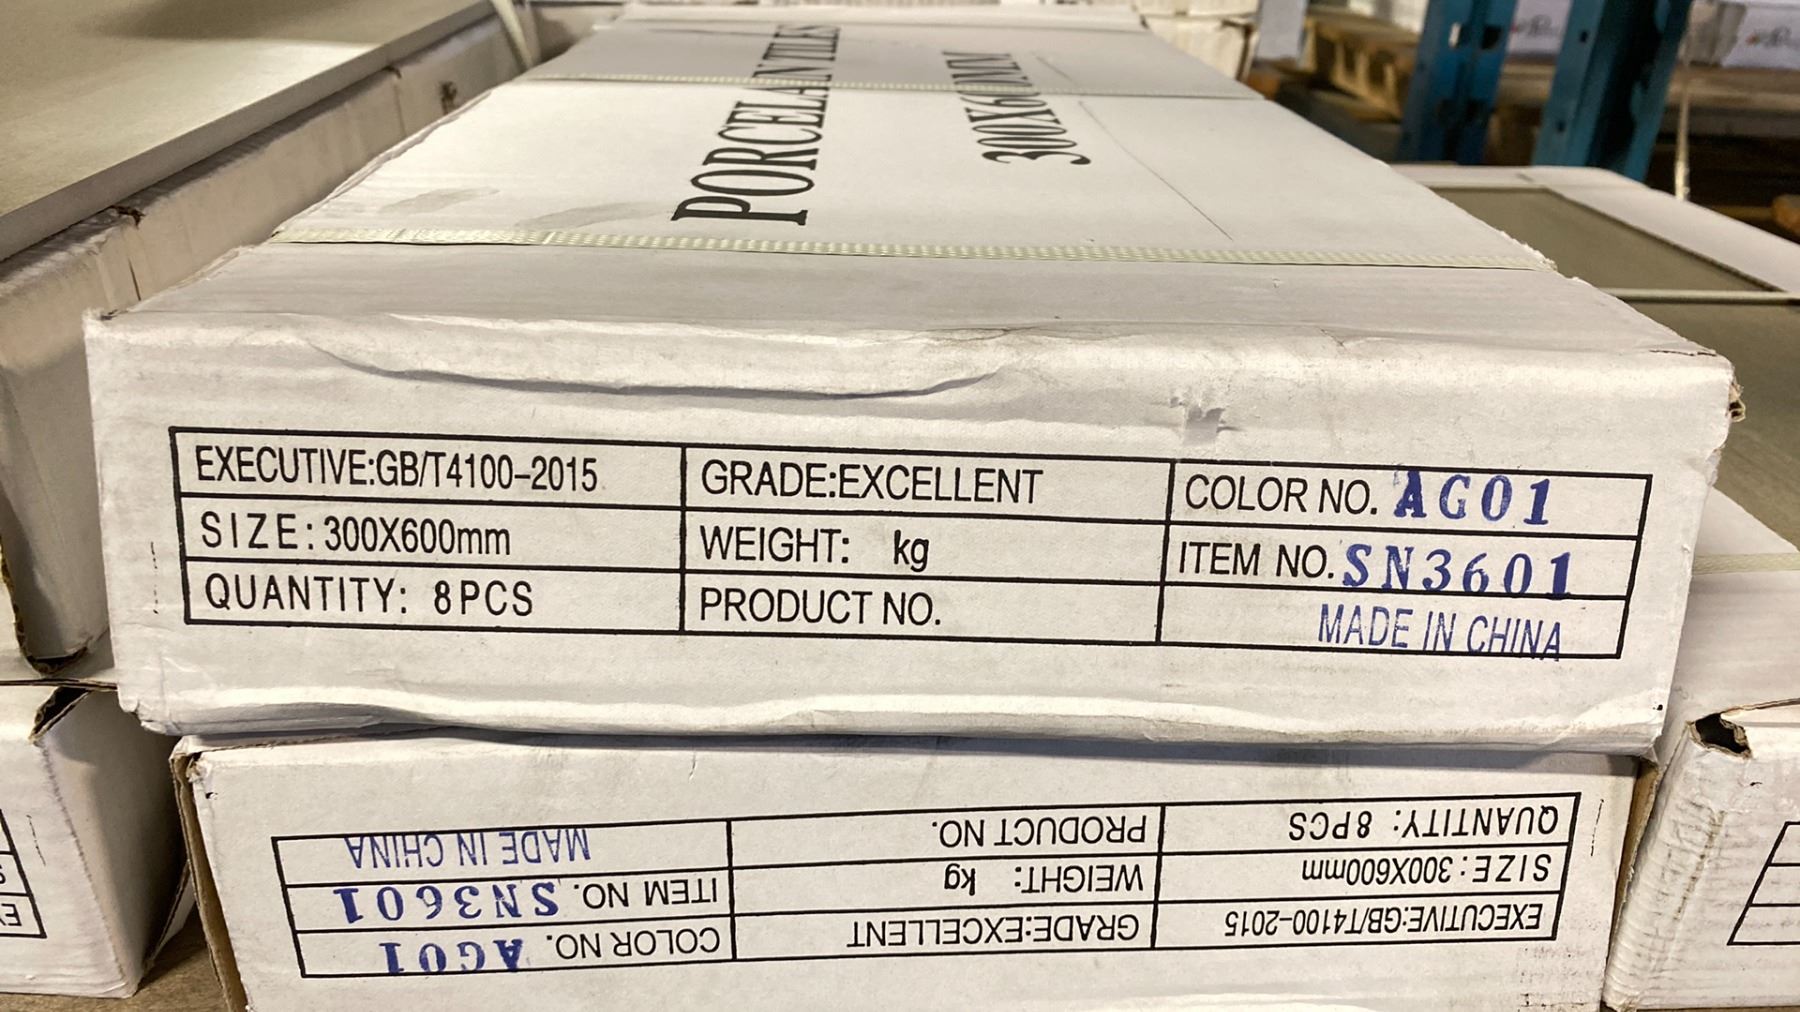 PORCELAIN TILES
300X600MM
EXECUTIVE:GB/T4100-2015 GRADE:EXCELLENT COLOR NO. AG01
SIZE: 300X600mm WEIGHT: kg ITEM NO. SN3601
QUANTITY: 8PCS PRODUCT NO. MADE IN CHINA
EXECUTIVE:GB/T4100-2015 GRADE:EXCELLENT COLOR NO. AG01
SIZE: 300X600mm WEIGHT: kg ITEM NO. SN3601
QUANTITY: 8PCS PRODUCT NO. MADE IN CHINA